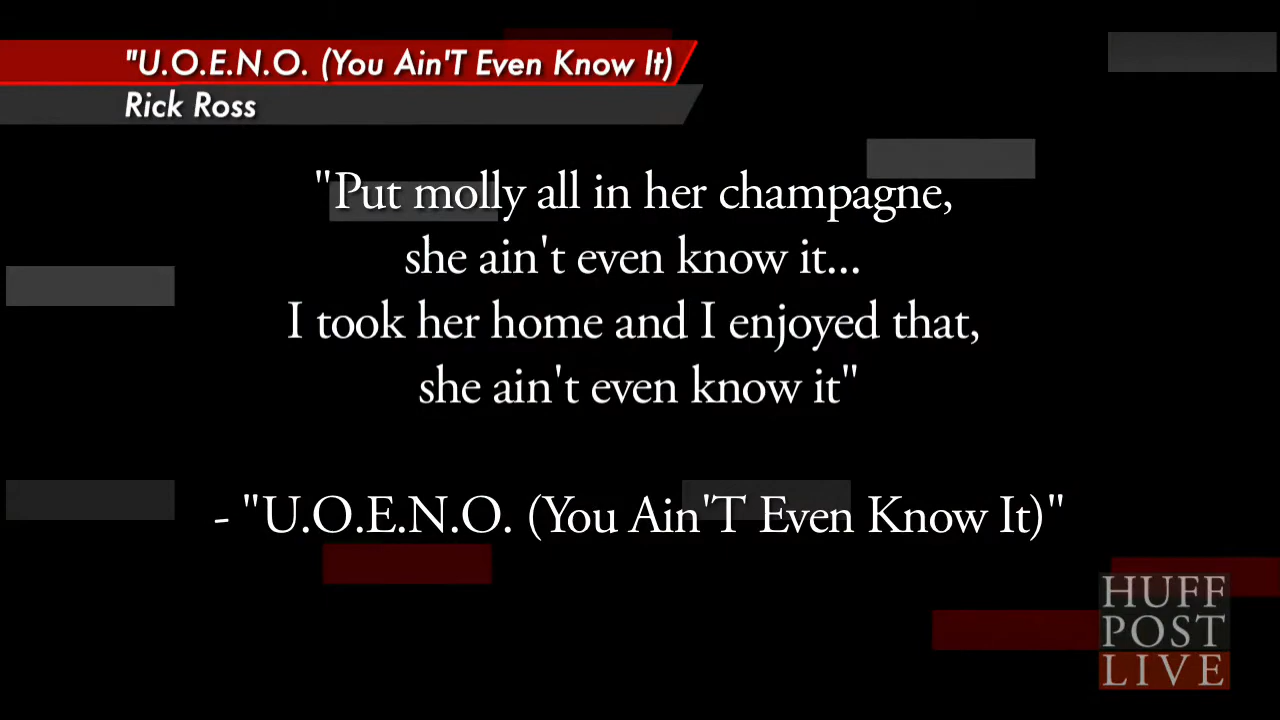 "U.O.E.N.O. (You Ain'T Even Know It)
Rick Ross
"Put molly all in her champagne,
she ain't even know it...
I took her home and I enjoyed that,
she ain't even know it"
- "U.O.E.N.O. (You Ain'T Even Know It)"
HUFF
POST
LIVE